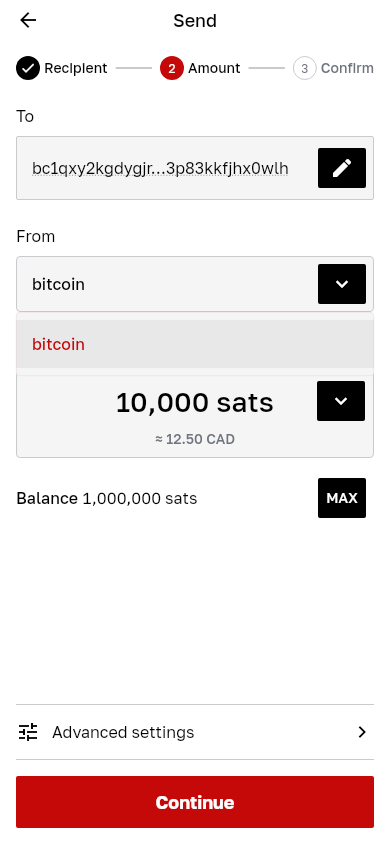 Send
Recipient 2 Amount 3 Confirm
To
bc1qxy2kgdygjr...3p83kkfjhx0wlh
From
bitcoin
bitcoin
10,000 sats
≈ 12.50 CAD
Balance 1,000,000 sats MAX
Advanced settings
Continue